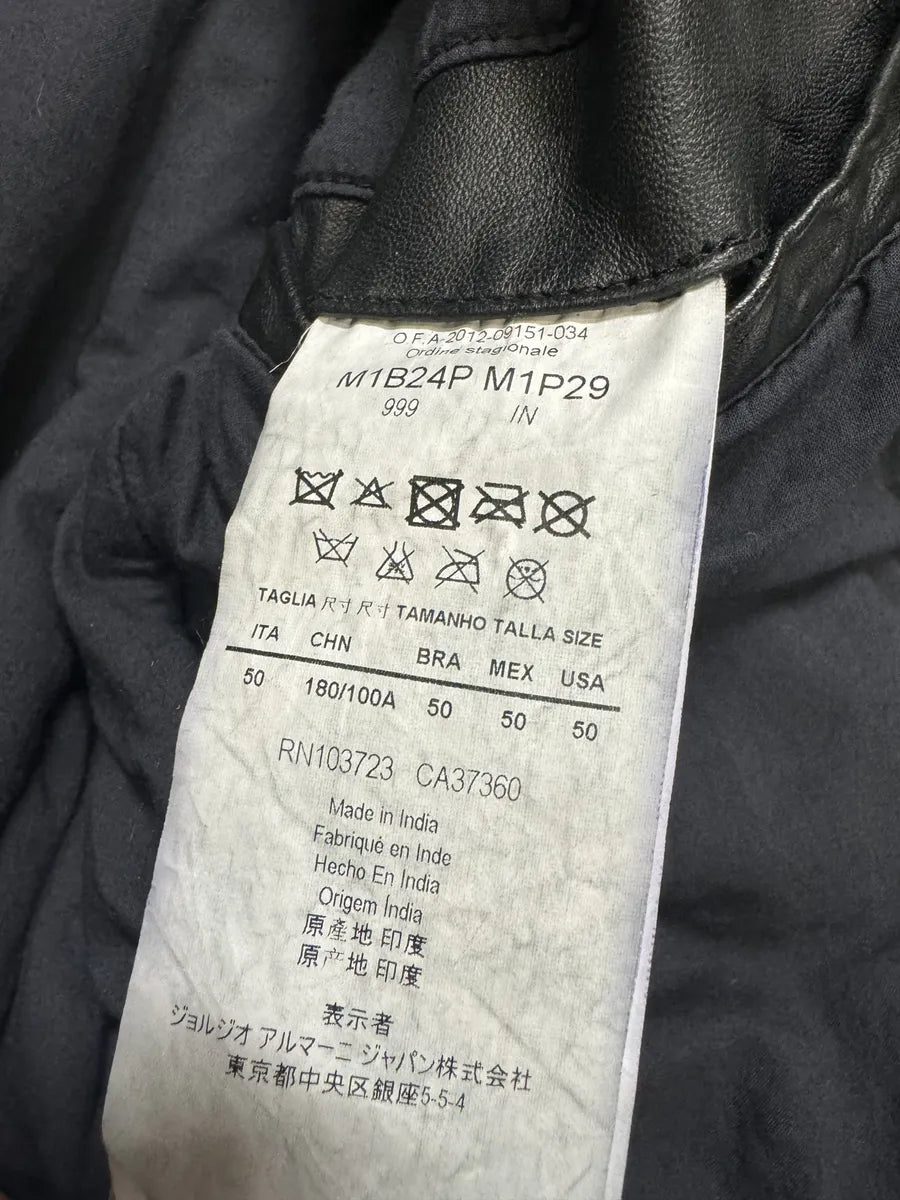 O.F.A-2012-09151-034
Ordine stagionale
M1B24P M1P29
999 IN
TAGLIA 尺寸 尺寸 TAMANHO TALLA SIZE
ITA CHN BRA MEX USA
50 180/100A 50 50 50
RN103723 CA37360
Made in India
Fabriqué en Inde
Hecho En India
Origem Índia
原產地 印度
原产地 印度
表示者
ジョルジオ アルマーニ ジャパン株式会社
東京都中央区銀座5-5-4